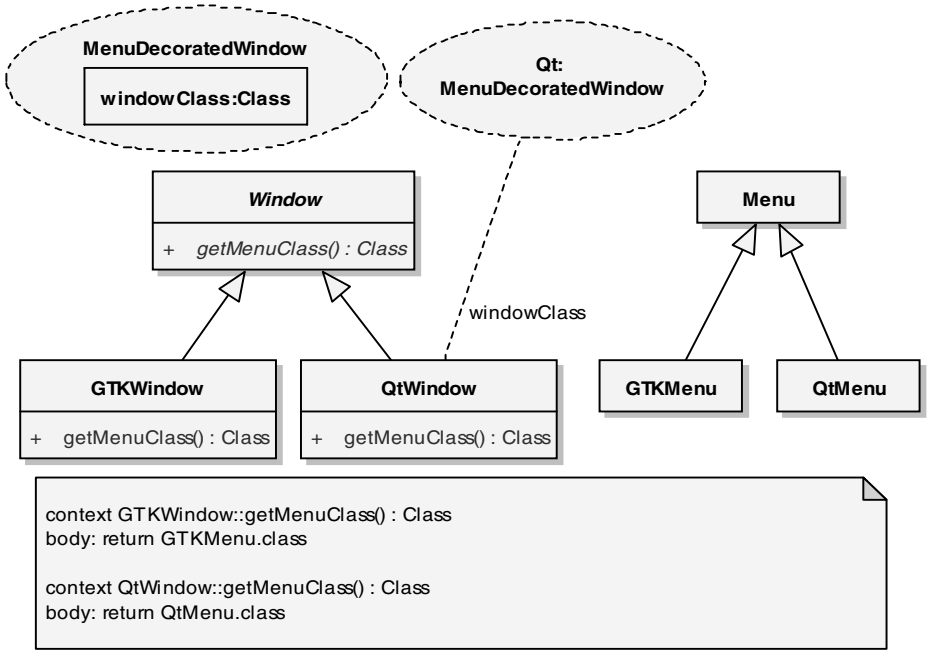 MenuDecoratedWindow
windowClass:Class
Qt:
MenuDecoratedWindow
Window
+ getMenuClass() : Class
Menu
windowClass
GTKWindow
+ getMenuClass() : Class
QtWindow
+ getMenuClass() : Class
GTKMenu
QtMenu
context GTKWindow::getMenuClass() : Class
body: return GTKMenu.class
context QtWindow::getMenuClass() : Class
body: return QtMenu.class